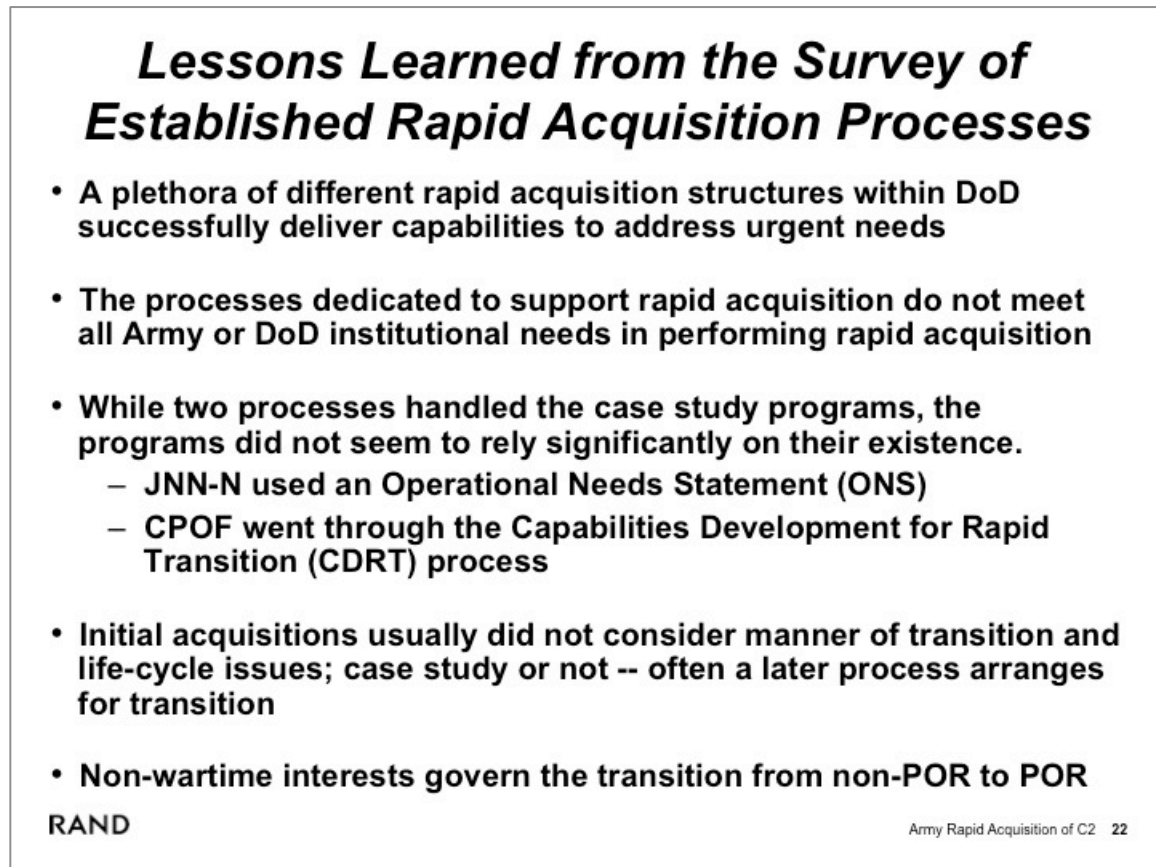 Lessons Learned from the Survey of
Established Rapid Acquisition Processes
• A plethora of different rapid acquisition structures within DoD
successfully deliver capabilities to address urgent needs
• The processes dedicated to support rapid acquisition do not meet
all Army or DoD institutional needs in performing rapid acquisition
• While two processes handled the case study programs, the
programs did not seem to rely significantly on their existence.
– JNN-N used an Operational Needs Statement (ONS)
– CPOF went through the Capabilities Development for Rapid
Transition (CDRT) process
• Initial acquisitions usually did not consider manner of transition and
life-cycle issues; case study or not -- often a later process arranges
for transition
• Non-wartime interests govern the transition from non-POR to POR
RAND
Army Rapid Acquisition of C2 22